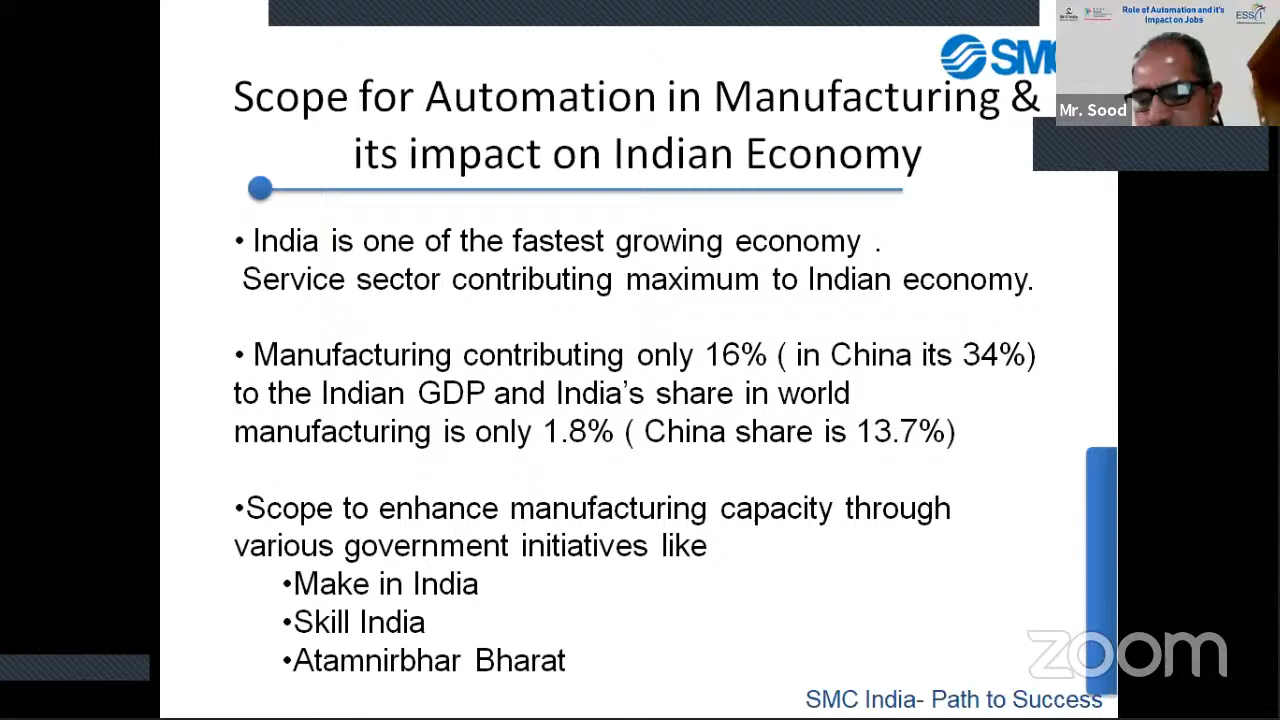 SMC
Role of Automation and it's
Impact on Jobs
Mr. Sood
Scope for Automation in Manufacturing &
its impact on Indian Economy
• India is one of the fastest growing economy .
Service sector contributing maximum to Indian economy.
• Manufacturing contributing only 16% ( in China its 34%)
to the Indian GDP and India's share in world
manufacturing is only 1.8% ( China share is 13.7%)
•Scope to enhance manufacturing capacity through
various government initiatives like
•Make in India
•Skill India
•Atamnirbhar Bharat
zoom
SMC India- Path to Success